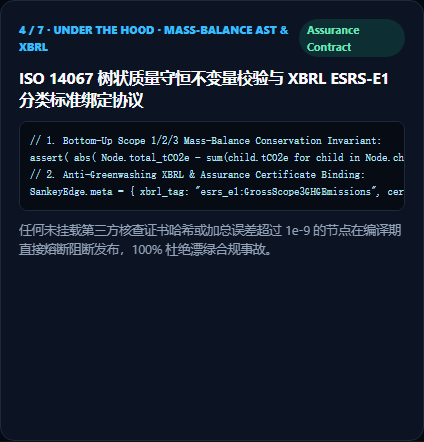 4 / 7 · UNDER THE HOOD · MASS-BALANCE AST &
XBRL
Assurance
Contract
ISO 14067 树状质量守恒不变量校验与 XBRL ESRS-E1
分类标准绑定协议
// 1. Bottom-Up Scope 1/2/3 Mass-Balance Conservation Invariant:
assert( abs( Node.total_tCO2e - sum(child.tCO2e for child in Node.ch
// 2. Anti-Greenwashing XBRL & Assurance Certificate Binding:
SankeyEdge.meta = { xbrl_tag: "esrs_e1:GrossScope3GHGEmissions", cer
任何未挂载第三方核查证书哈希或加总误差超过 1e-9 的节点在编译期
直接熔断阻断发布，100% 杜绝漂绿合规事故。